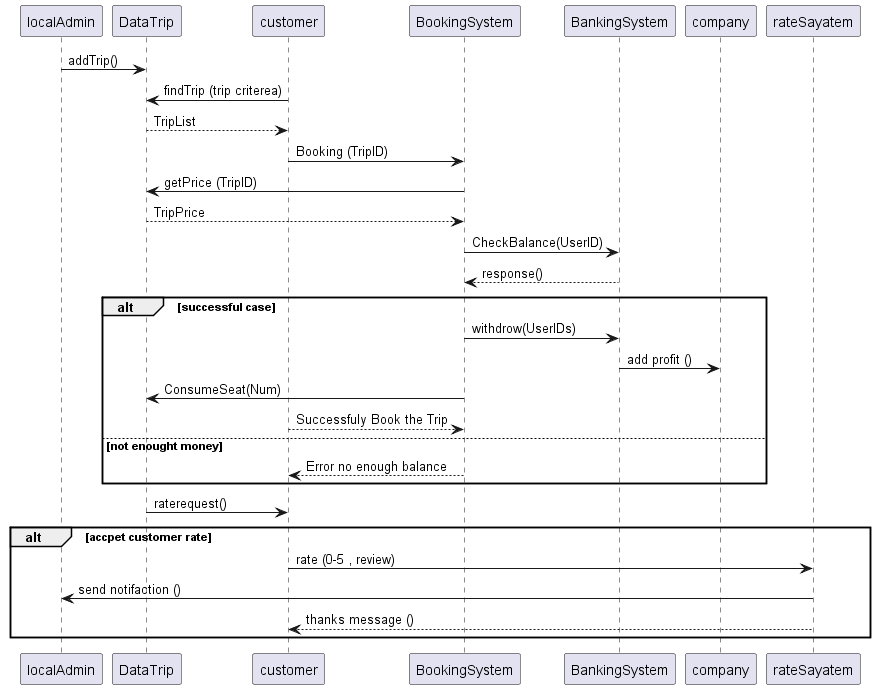 localAdmin DataTrip customer BookingSystem BankingSystem company rateSayatem
addTrip()
findTrip (trip criterea)
TripList
Booking (TripID)
getPrice (TripID)
TripPrice
CheckBalance(UserID)
response()
alt [successful case]
withdrow(UserIDs)
add profit ()
ConsumeSeat(Num)
Successfuly Book the Trip
[not enought money]
Error no enough balance
raterequest()
alt [accpet customer rate]
rate (0-5 , review)
send notifaction ()
thanks message ()
localAdmin DataTrip customer BookingSystem BankingSystem company rateSayatem